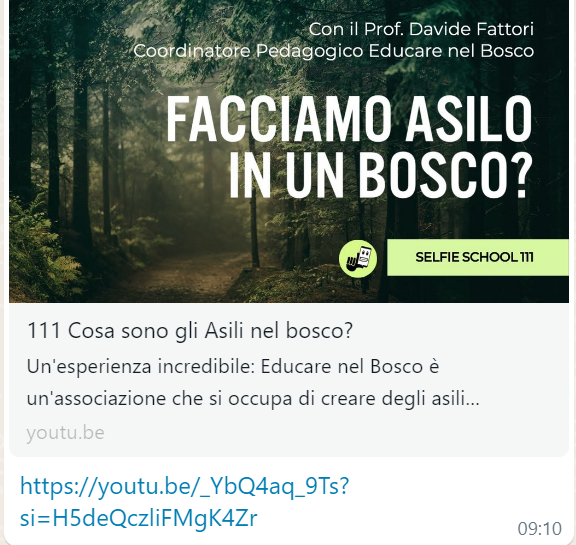 Con il Prof. Davide Fattori
Coordinatore Pedagogico Educare nel Bosco
FACCIAMO ASILO
IN UN BOSCO?
SELFIE SCHOOL 111
111 Cosa sono gli Asili nel bosco?
Un'esperienza incredibile: Educare nel Bosco è
un'associazione che si occupa di creare degli asili...
youtu.be
https://youtu.be/_YbQ4aq_9Ts?
si=H5deQczliFMgK4Zr
09:10